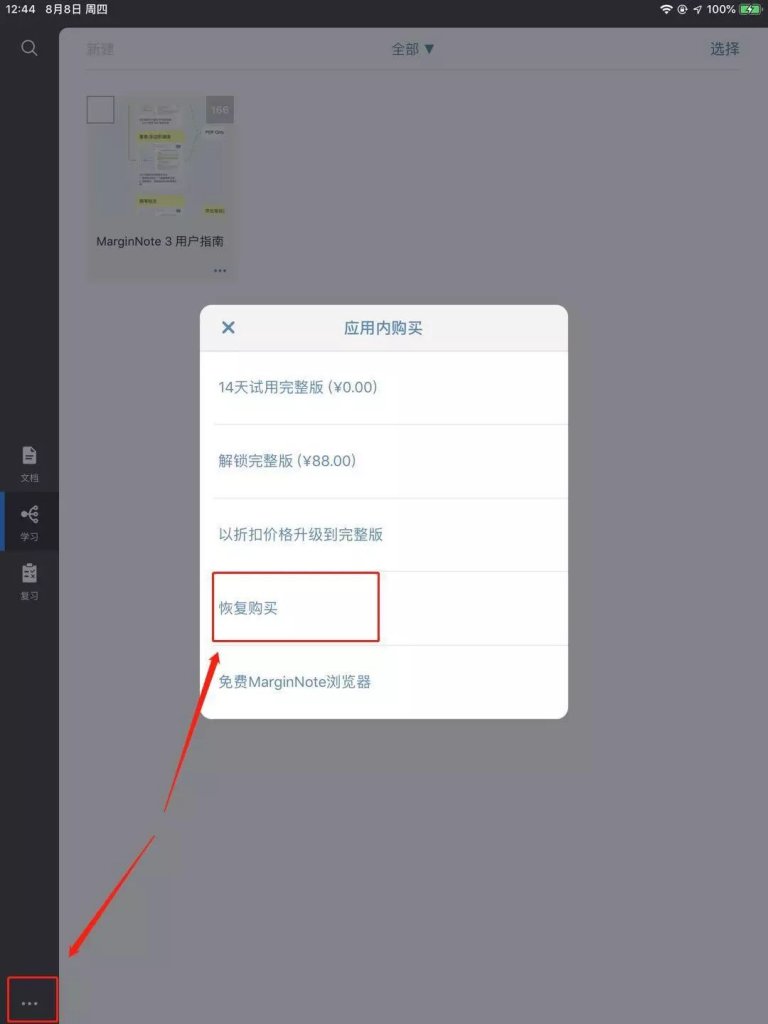 12:44 8月8日 周四
100%
新建
全部 ▼
选择
166
MarginNote 3 用户指南
•••
文档
学习
复习
应用内购买
14天试用完整版 (¥0.00)
解锁完整版 (¥88.00)
以折扣价格升级到完整版
恢复购买
免费MarginNote浏览器
•••